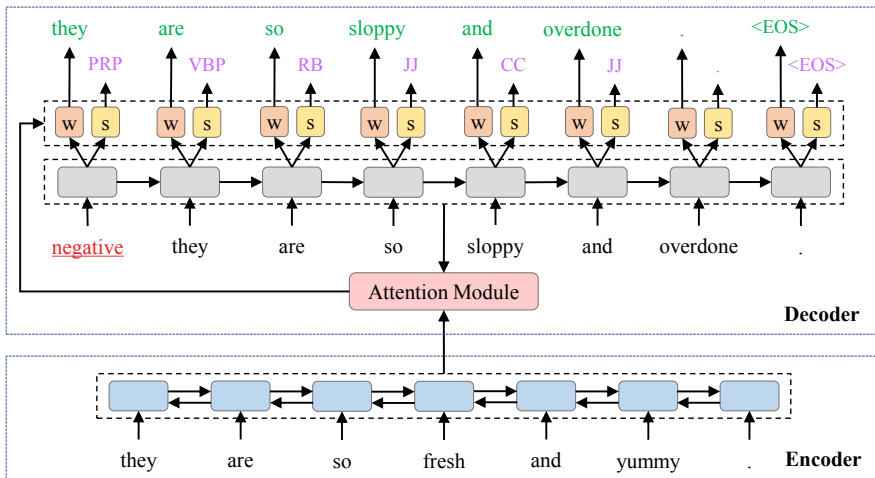 they are so sloppy and overdone . <EOS>
PRP VBP RB JJ CC JJ . <EOS>
w s w s w s w s w s w s w s w s
negative they are so sloppy and overdone .
Attention Module
Decoder
they are so fresh and yummy .
Encoder